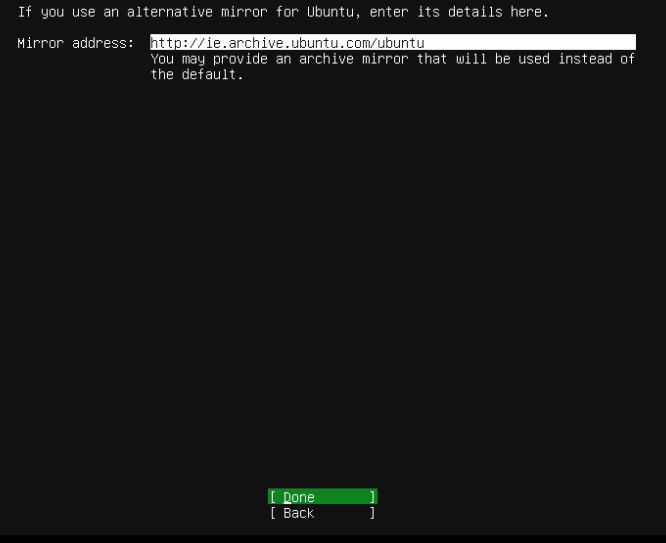 If you use an alternative mirror for Ubuntu, enter its details here.
Mirror address: http://ie.archive.ubuntu.com/ubuntu
You may provide an archive mirror that will be used instead of
the default.
[ Done ]
[ Back ]